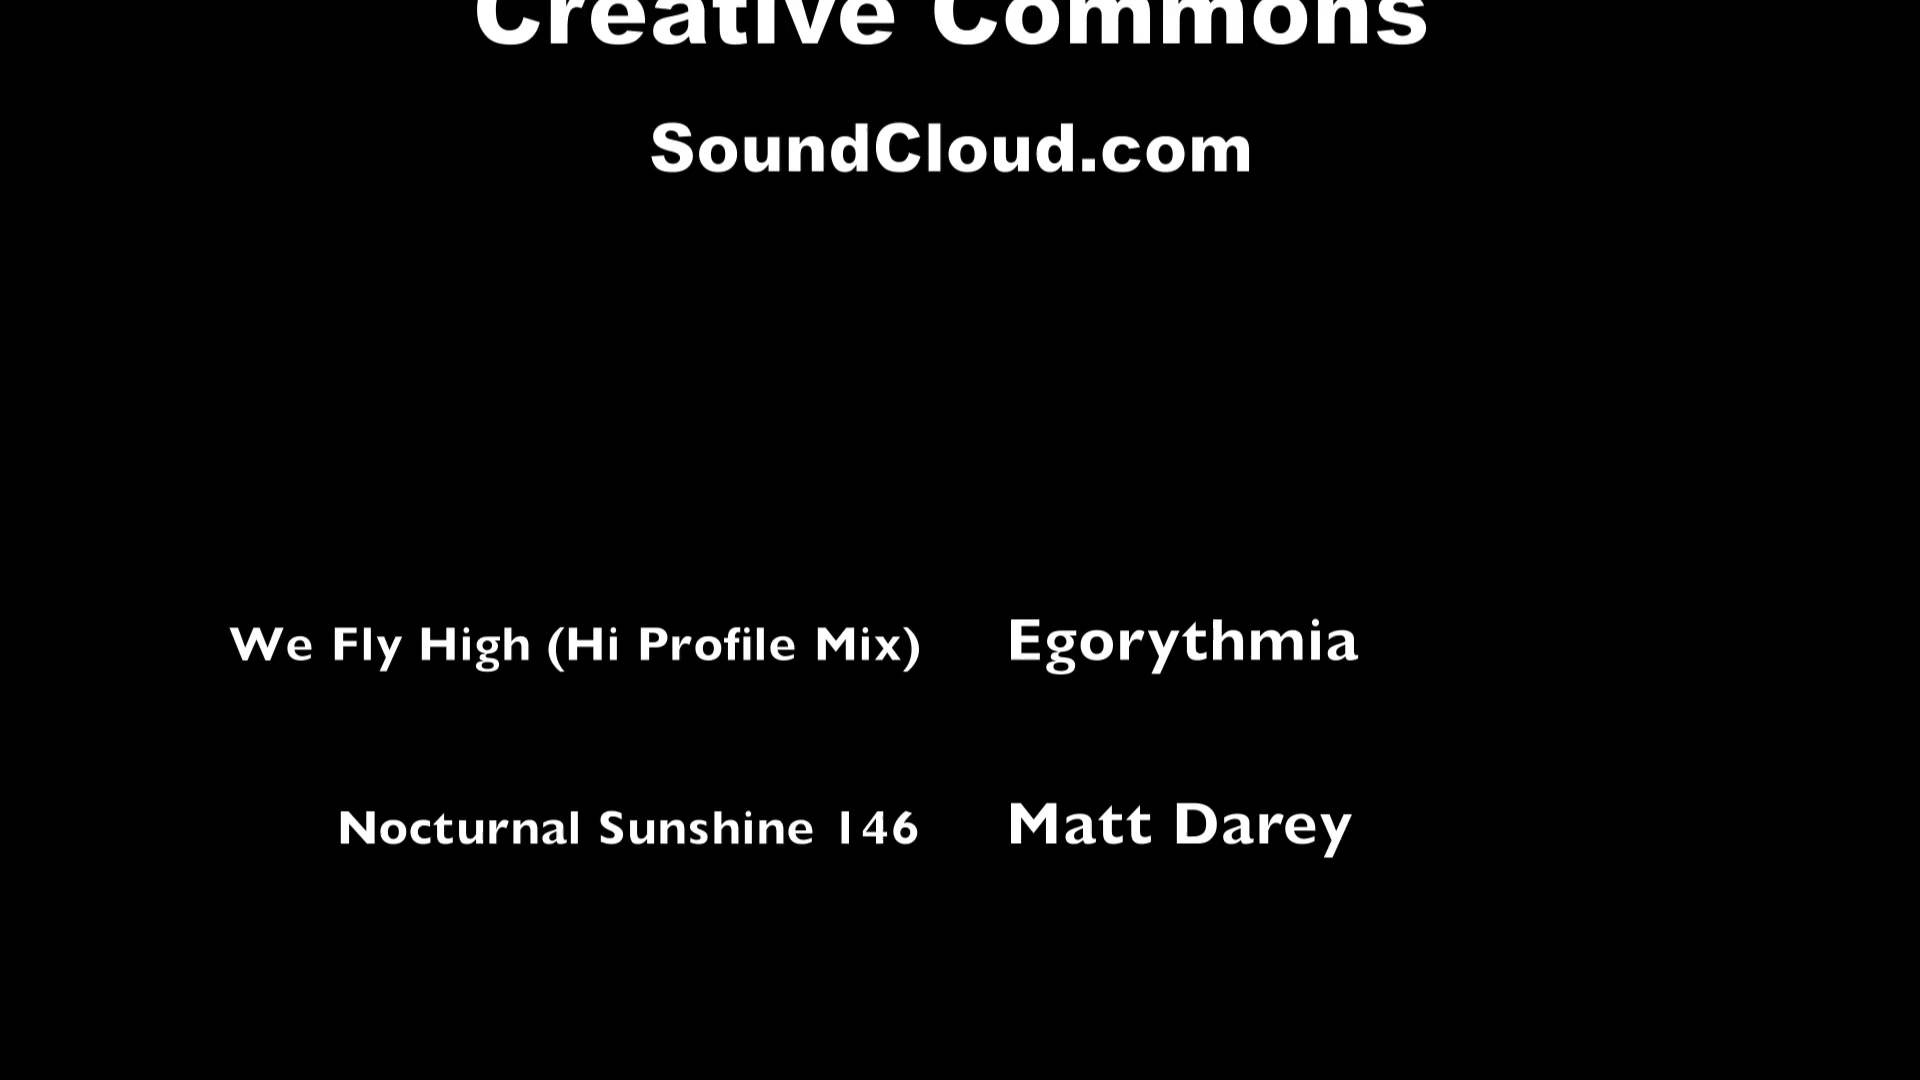 Creative Commons
SoundCloud.com
We Fly High (Hi Profile Mix) Egorythmia
Nocturnal Sunshine 146 Matt Darey